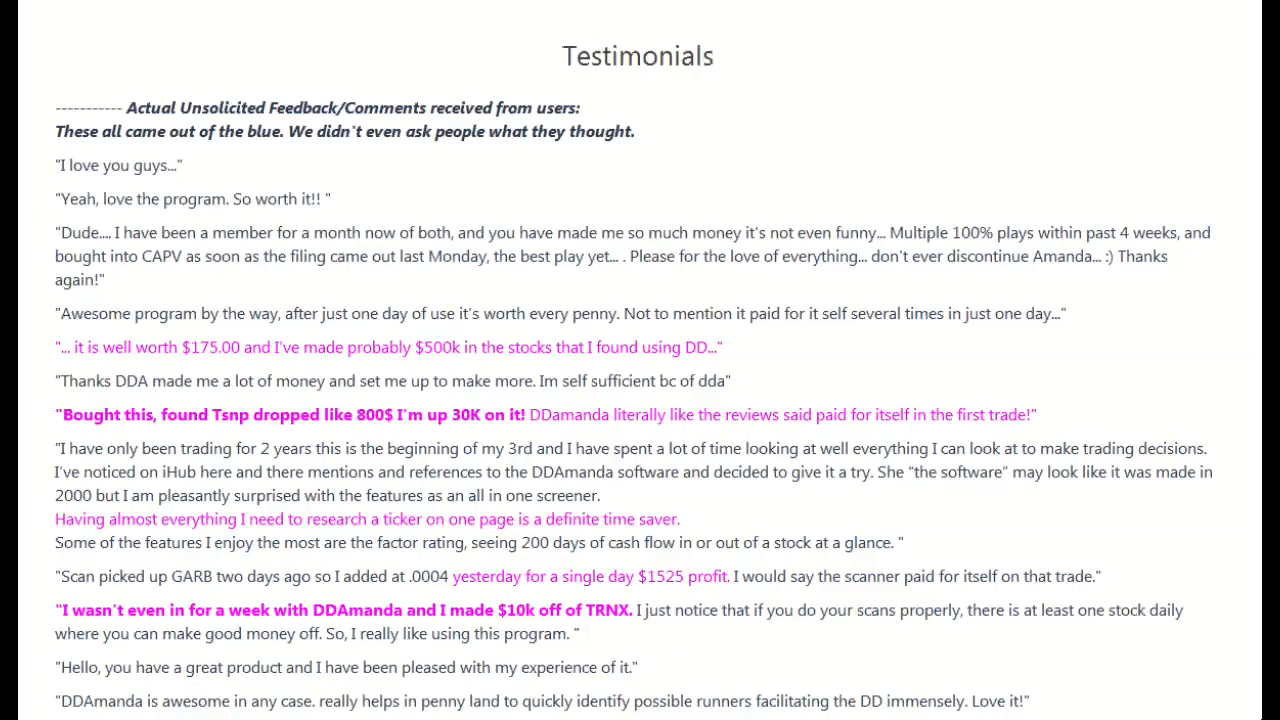 Testimonials
----------- Actual Unsolicited Feedback/Comments received from users:
These all came out of the blue. We didn't even ask people what they thought.
"I love you guys..."
"Yeah, love the program. So worth it!! "
"Dude.... I have been a member for a month now of both, and you have made me so much money it's not even funny... Multiple 100% plays within past 4 weeks, and
bought into CAPV as soon as the filing came out last Monday, the best play yet... . Please for the love of everything... don't ever discontinue Amanda... :) Thanks
again!"
"Awesome program by the way, after just one day of use it's worth every penny. Not to mention it paid for it self several times in just one day..."
"... it is well worth $175.00 and I've made probably $500k in the stocks that I found using DD..."
"Thanks DDA made me a lot of money and set me up to make more. Im self sufficient bc of dda"
"Bought this, found Tsnp dropped like 800$ I'm up 30K on it! DDamanda literally like the reviews said paid for itself in the first trade!"
"I have only been trading for 2 years this is the beginning of my 3rd and I have spent a lot of time looking at well everything I can look at to make trading decisions.
I've noticed on iHub here and there mentions and references to the DDAmanda software and decided to give it a try. She "the software" may look like it was made in
2000 but I am pleasantly surprised with the features as an all in one screener.
Having almost everything I need to research a ticker on one page is a definite time saver.
Some of the features I enjoy the most are the factor rating, seeing 200 days of cash flow in or out of a stock at a glance. "
"Scan picked up GARB two days ago so I added at .0004 yesterday for a single day $1525 profit. I would say the scanner paid for itself on that trade."
"I wasn't even in for a week with DDAmanda and I made $10k off of TRNX. I just notice that if you do your scans properly, there is at least one stock daily
where you can make good money off. So, I really like using this program. "
"Hello, you have a great product and I have been pleased with my experience of it."
"DDAmanda is awesome in any case. really helps in penny land to quickly identify possible runners facilitating the DD immensely. Love it!"